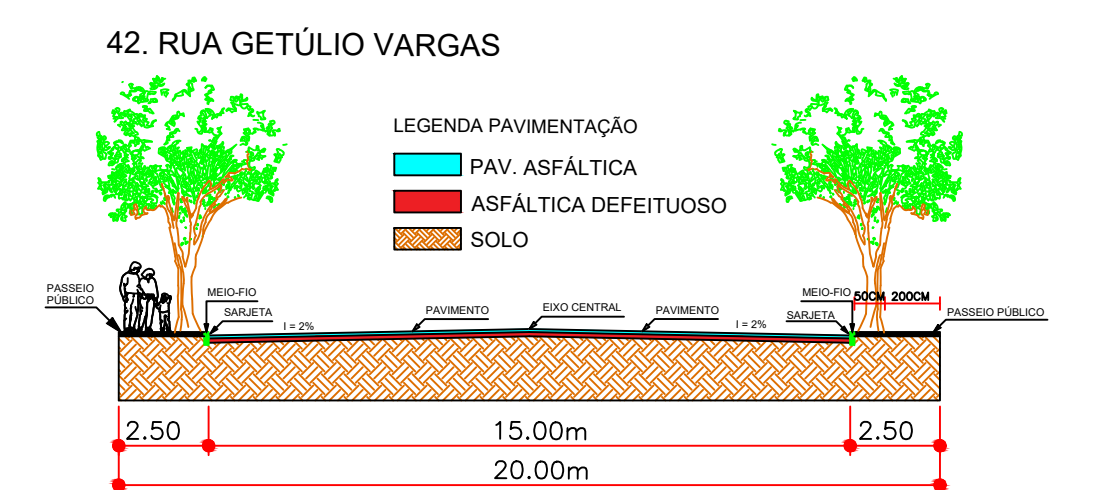 42. RUA GETÚLIO VARGAS
LEGENDA PAVIMENTAÇÃO
PAV. ASFÁLTICA
ASFÁLTICA DEFEITUOSO
SOLO
PASSEIO
PÚBLICO
MEIO-FIO
SARJETA
I = 2%
PAVIMENTO
EIXO CENTRAL
PAVIMENTO
I = 2%
MEIO-FIO
SARJETA
50CM 200CM
PASSEIO PÚBLICO
2.50
15.00m
2.50
20.00m